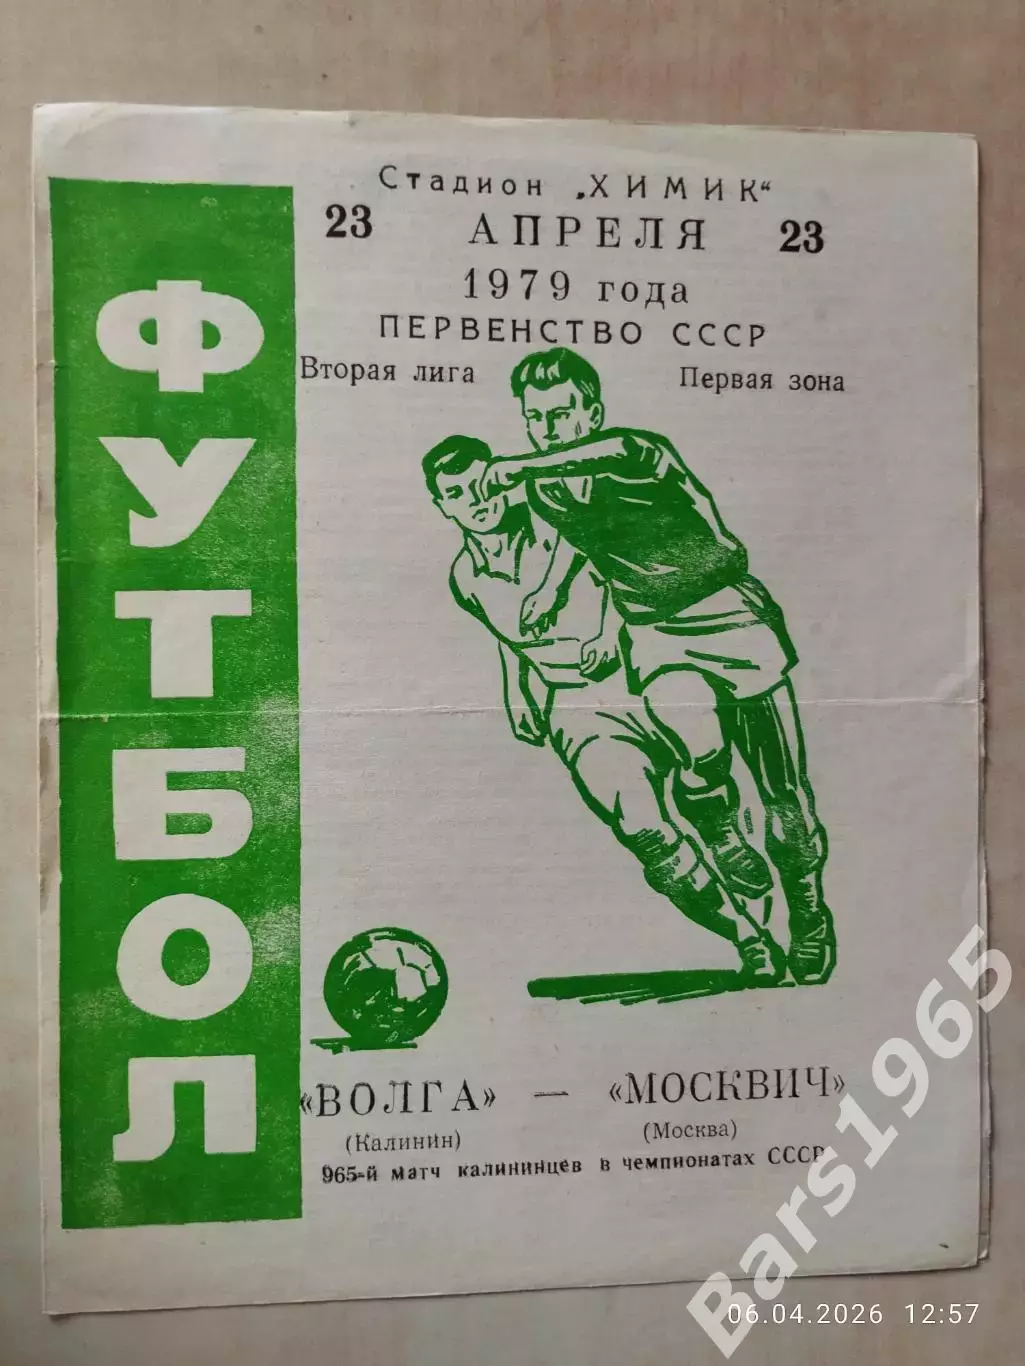 Стадион „ХИМИК“
23 АПРЕЛЯ 23
1979 года
ПЕРВЕНСТВО СССР
Вторая лига Первая зона
ФУТБОЛ
«ВОЛГА» — «МОСКВИЧ»
(Калинин) (Москва)
965-й матч калининцев в чемпионатах СССР
Bars1965
06.04.2026 12:57